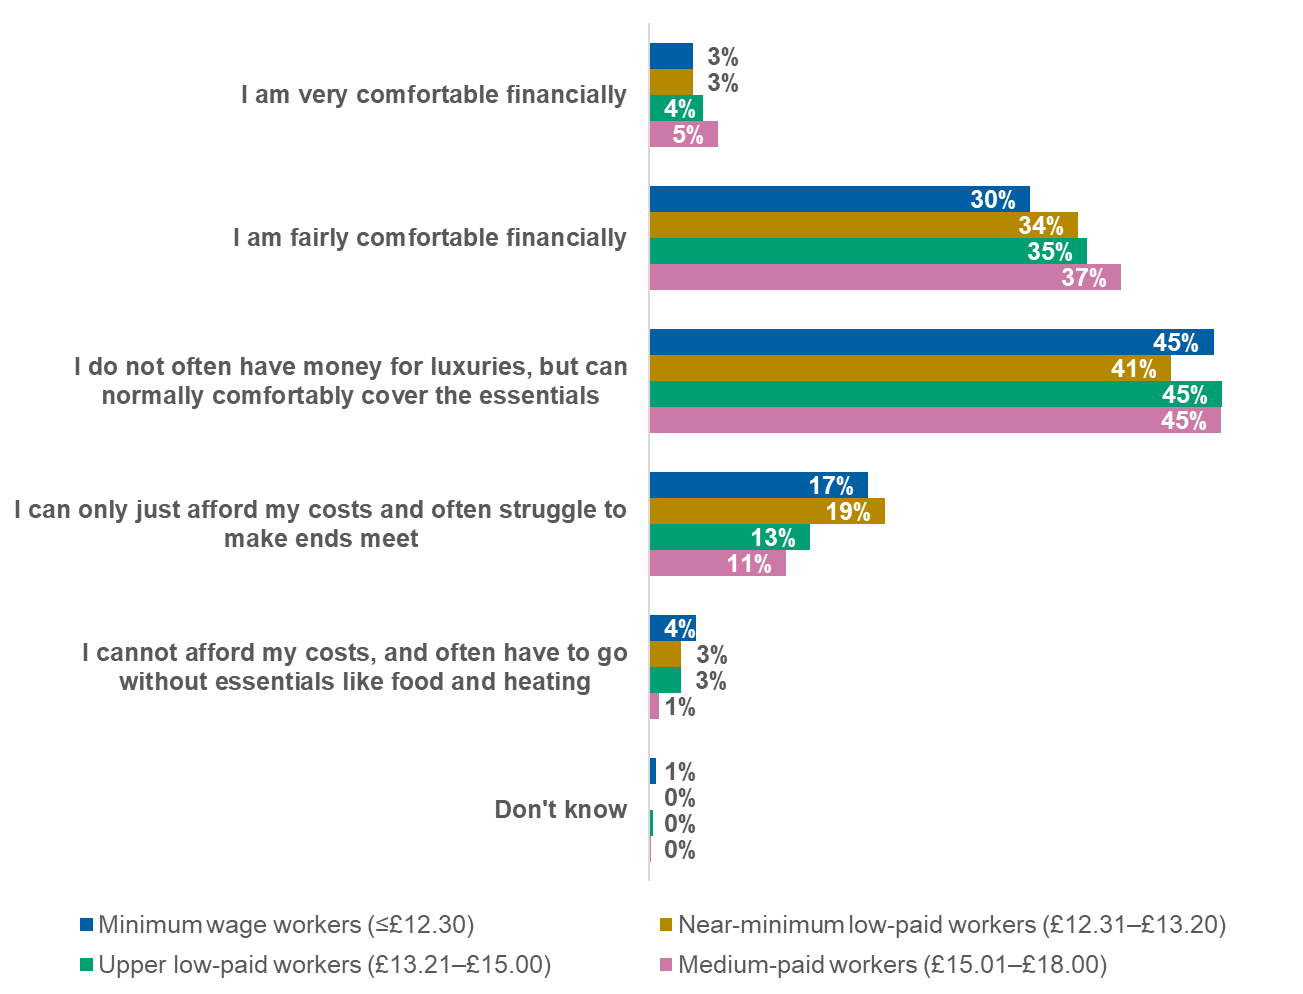 I am very comfortable financially
3%
3%
4%
5%
I am fairly comfortable financially
30%
34%
35%
37%
I do not often have money for luxuries, but can
normally comfortably cover the essentials
45%
41%
45%
45%
I can only just afford my costs and often struggle to
make ends meet
17%
19%
13%
11%
I cannot afford my costs, and often have to go
without essentials like food and heating
4%
3%
3%
1%
Don't know
1%
0%
0%
0%
Minimum wage workers (≤£12.30)
Near-minimum low-paid workers (£12.31–£13.20)
Upper low-paid workers (£13.21–£15.00)
Medium-paid workers (£15.01–£18.00)